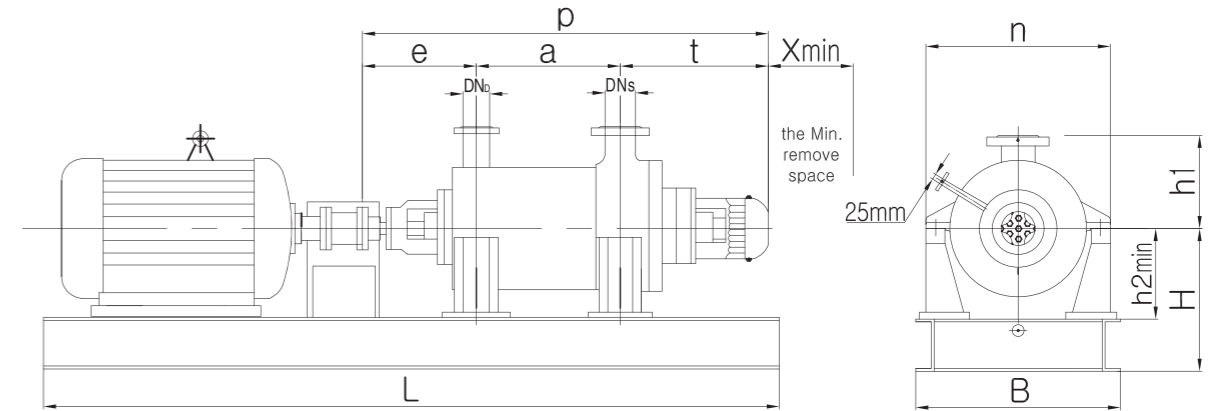 p
n
e
a
t
Xmin
DND
DNs
the Min.
remove
space
h1
25mm
h2min
H
L
B